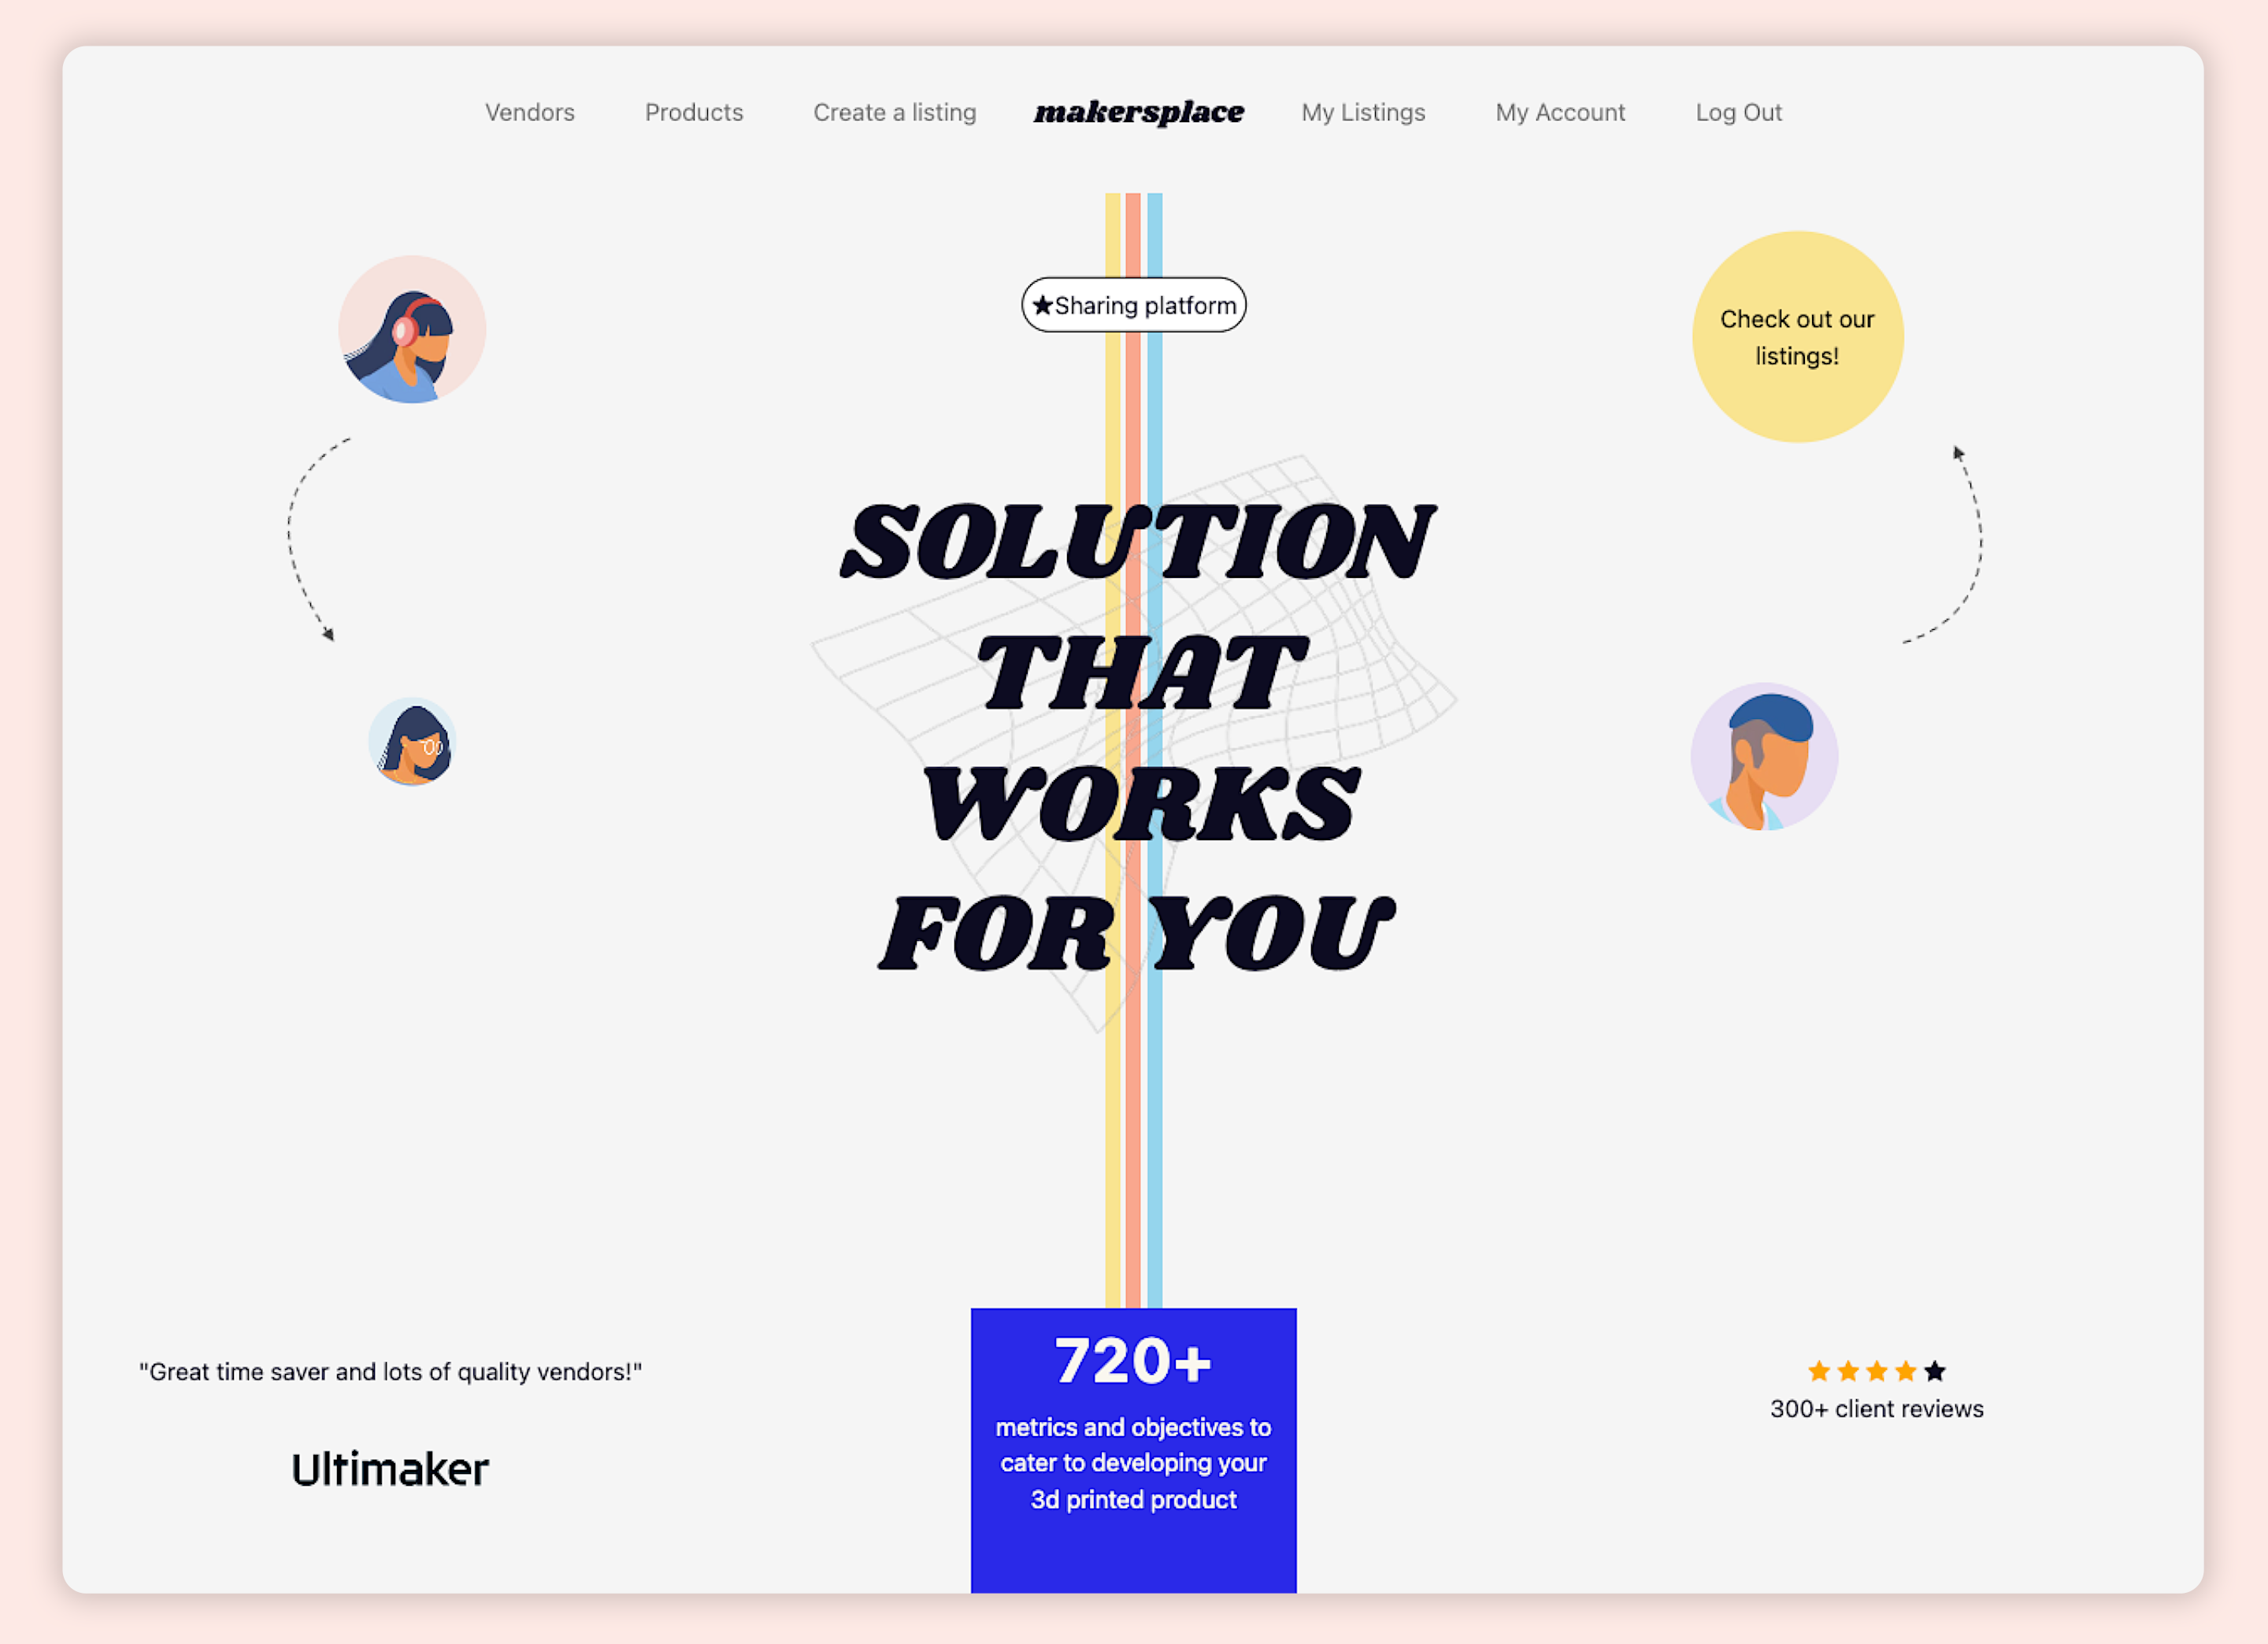 Vendors Products Create a listing makersplace My Listings My Account Log Out
★Sharing platform
Check out our
listings!
SOLUTION
THAT
WORKS
FOR YOU
"Great time saver and lots of quality vendors!"
Ultimaker
720+
metrics and objectives to
cater to developing your
3d printed product
300+ client reviews